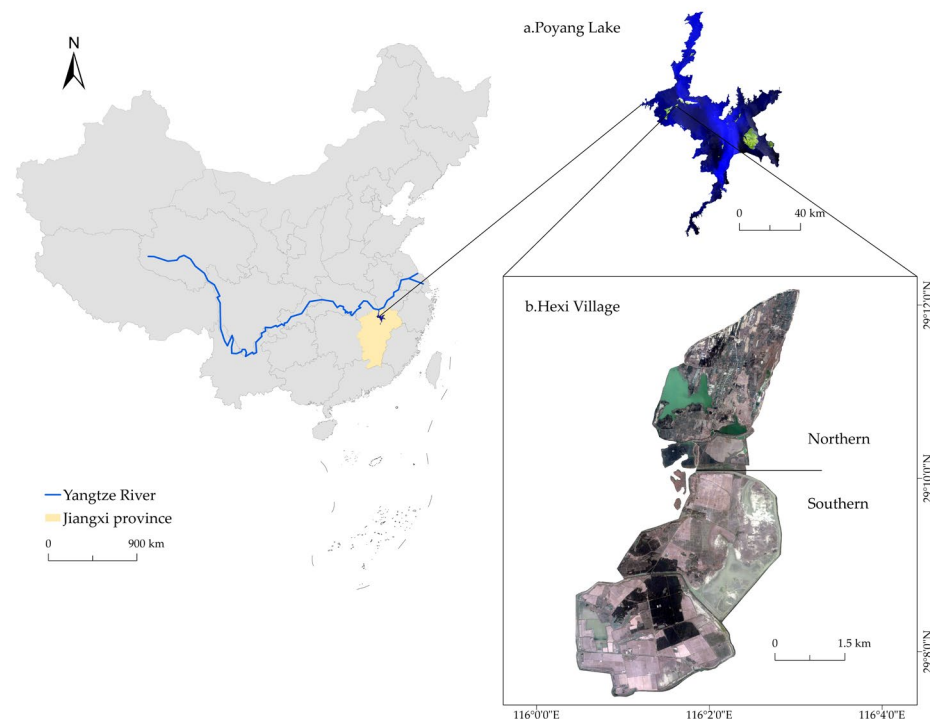 N
a.Poyang Lake
0 40 km
b.Hexi Village
29°12'0"N
Northern
29°10'0"N
Southern
Yangtze River
Jiangxi province
0 900 km
0 1.5 km
29°8'0"N
116°0'0"E 116°2'0"E 116°4'0"E